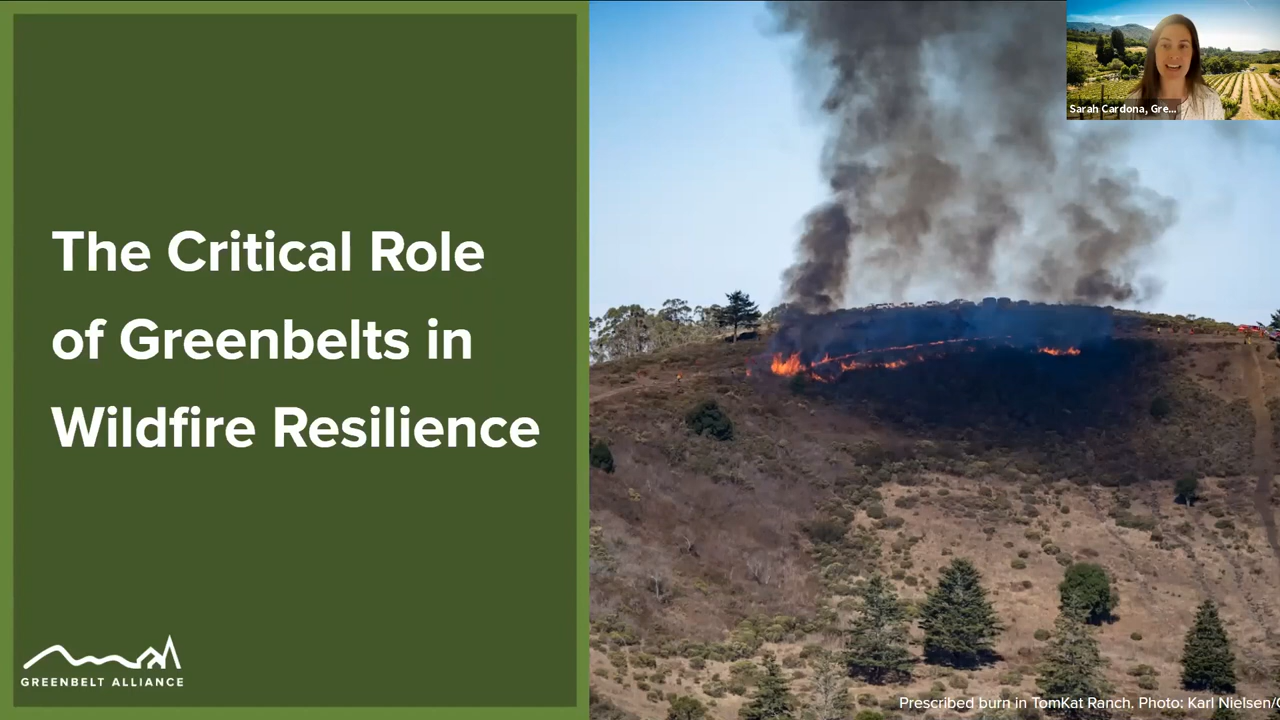 The Critical Role
of Greenbelts in
Wildfire Resilience
GREENBELT ALLIANCE
Sarah Cardona, Gre...
Prescribed burn in TomKat Ranch. Photo: Karl Nielsen/